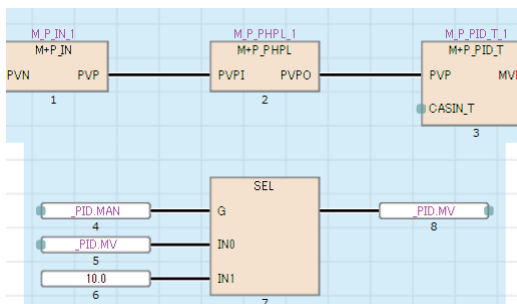 M_P_IN_1 M_P_PHPL_1 M_P_PID_T_1
M+P_IN M+P_PHPL M+P_PID_T
PVN PVP PVPI PVPO PVP MV
1 2 CASIN_T
3
SEL
_PID.MAN G _PID.MV
4 8
_PID.MV IN0
5
10.0 IN1
6 7